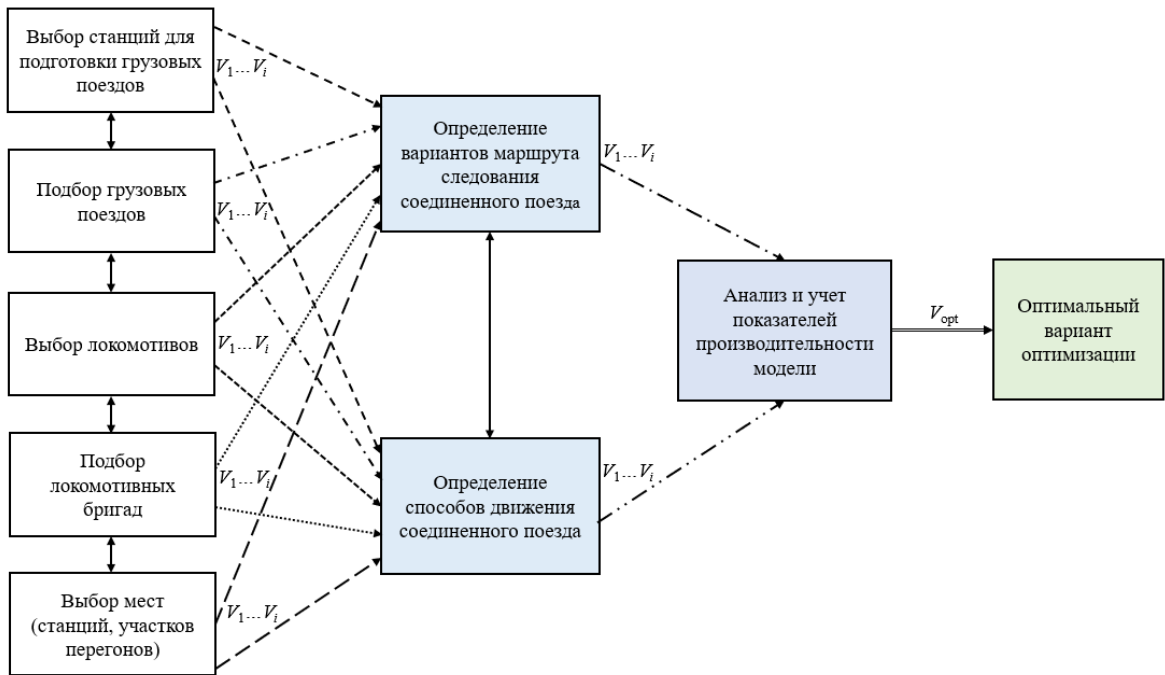 Выбор станций для
подготовки грузовых
поездов
V1… Vi
Подбор грузовых
поездов
V1… Vi
Выбор локомотивов
V1… Vi
Подбор
локомотивных
бригад
V1… Vi
Выбор мест
(станций, участков
перегонов)
V1… Vi
Определение
вариантов маршрута
следования
соединенного поезда
V1… Vi
Определение
способов движения
соединенного поезда
V1… Vi
Анализ и учет
показателей
производительности
модели
Vopt
Оптимальный
вариант
оптимизации